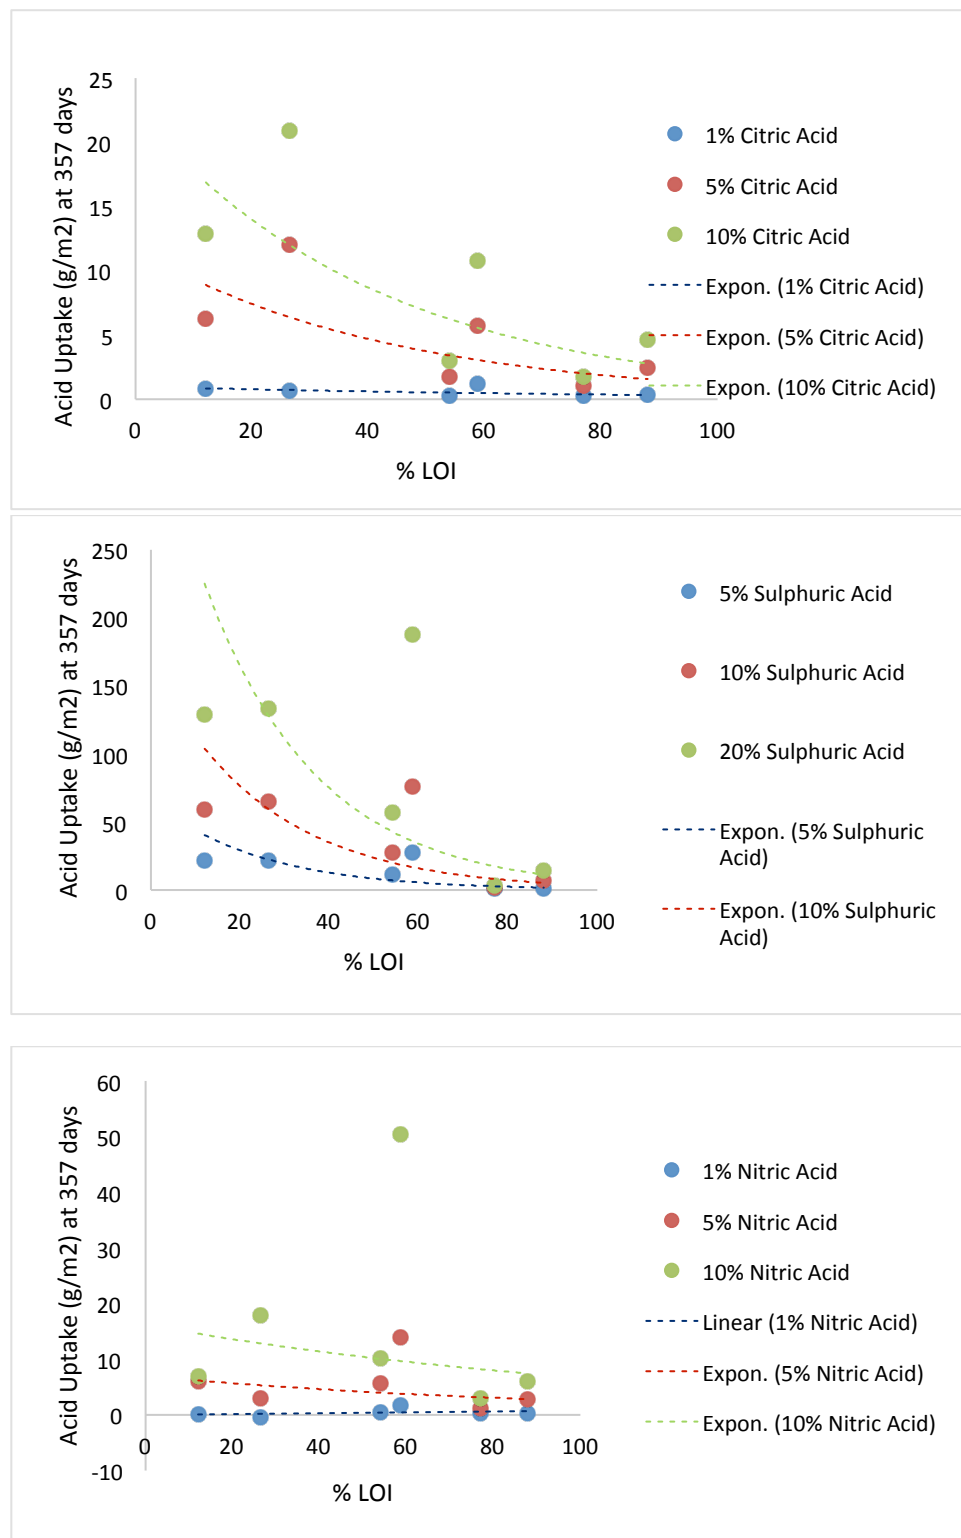 Acid Uptake (g/m2) at 357 days
25
20
15
10
5
0
0 20 40 60 80 100
% LOI
1% Citric Acid
5% Citric Acid
10% Citric Acid
Expon. (1% Citric Acid)
Expon. (5% Citric Acid)
Expon. (10% Citric Acid)
Acid Uptake (g/m2) at 357 days
250
200
150
100
50
0
0 20 40 60 80 100
% LOI
5% Sulphuric Acid
10% Sulphuric Acid
20% Sulphuric Acid
Expon. (5% Sulphuric
Acid)
Expon. (10% Sulphuric
Acid)
Acid Uptake (g/m2) at 357 days
60
50
40
30
20
10
0
-10
0 20 40 60 80 100
% LOI
1% Nitric Acid
5% Nitric Acid
10% Nitric Acid
Linear (1% Nitric Acid)
Expon. (5% Nitric Acid)
Expon. (10% Nitric Acid)